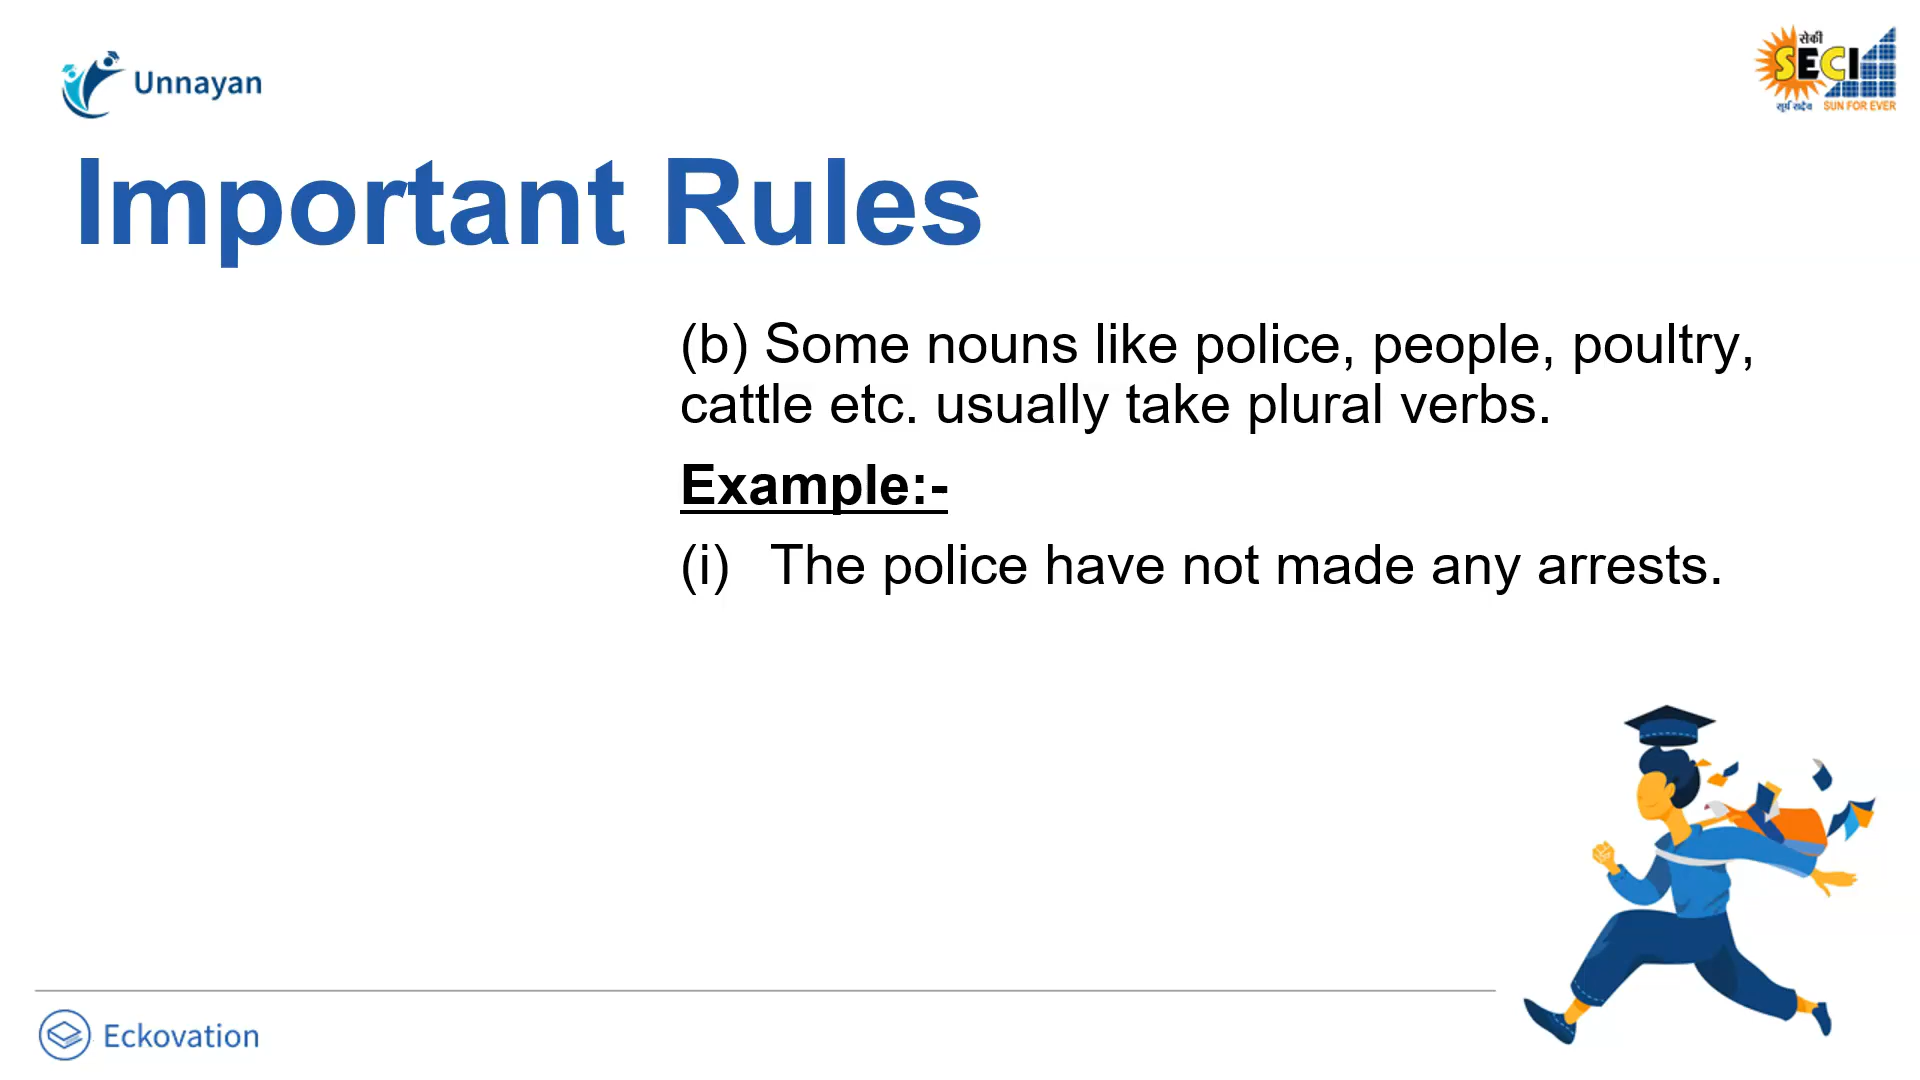 Unnayan
सेकी
SECI
सूर्य सदैव SUN FOR EVER
Important Rules
(b) Some nouns like police, people, poultry,
cattle etc. usually take plural verbs.
Example:-
(i) The police have not made any arrests.
Eckovation